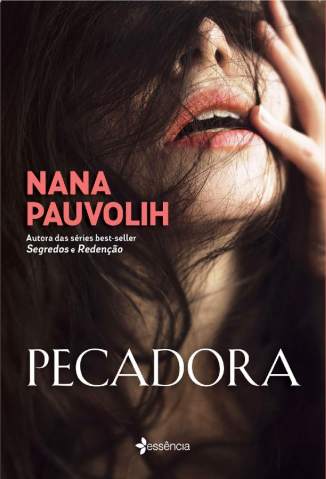 NANA
PAUVOLIH
Autora das séries best-seller
Segredos e Redenção
PECADORA
essência